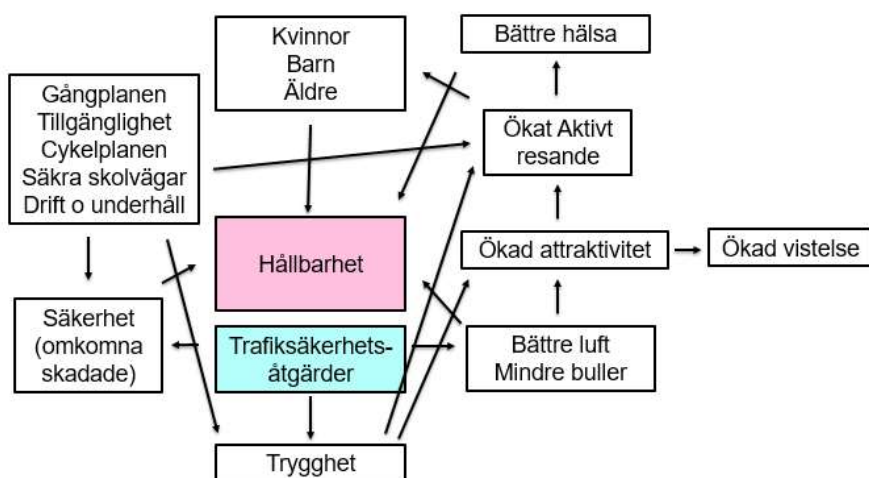 Kvinnor
Barn
Äldre
Bättre hälsa
Gångplanen
Tillgänglighet
Cykelplanen
Säkra skolvägar
Drift o underhåll
Ökat Aktivt
resande
Hållbarhet
Ökad attraktivitet
Ökad vistelse
Säkerhet
(omkomna
skadade)
Trafiksäkerhets-
åtgärder
Bättre luft
Mindre buller
Trygghet